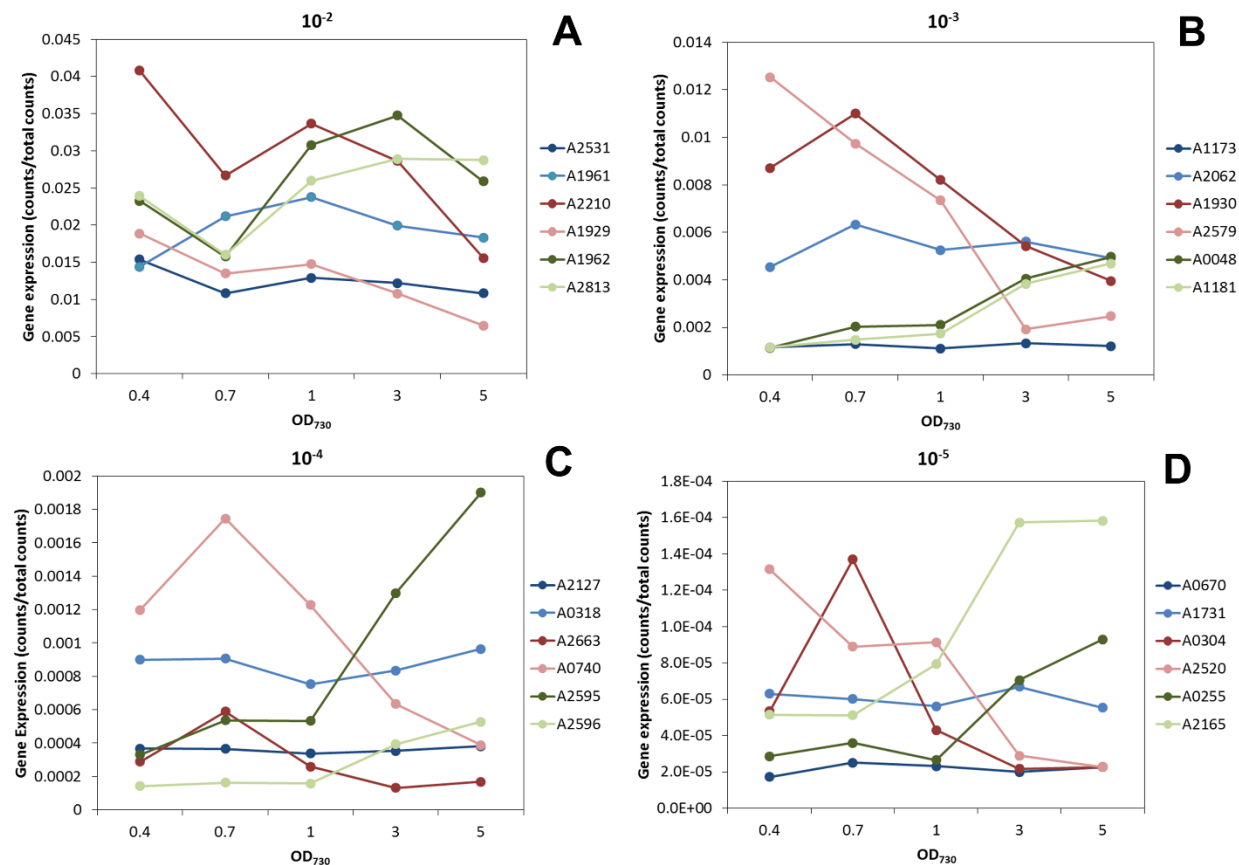 10-2
A
Gene expression (counts/total counts)
0.045
0.04
0.035
0.03
0.025
0.02
0.015
0.01
0.005
0
0.4 0.7 1 3 5
OD730
A2531
A1961
A2210
A1929
A1962
A2813
10-3
B
Gene expression (counts/total counts)
0.014
0.012
0.01
0.008
0.006
0.004
0.002
0
0.4 0.7 1 3 5
OD730
A1173
A2062
A1930
A2579
A0048
A1181
10-4
C
Gene Expression (counts/total counts)
0.002
0.0018
0.0016
0.0014
0.0012
0.001
0.0008
0.0006
0.0004
0.0002
0
0.4 0.7 1 3 5
OD730
A2127
A0318
A2663
A0740
A2595
A2596
10-5
D
Gene Expression (counts/total counts)
1.8E-04
1.6E-04
1.4E-04
1.2E-04
1.0E-04
8.0E-05
6.0E-05
4.0E-05
2.0E-05
0.0E+00
0.4 0.7 1 3 5
OD730
A0670
A1731
A0304
A2520
A0255
A2165